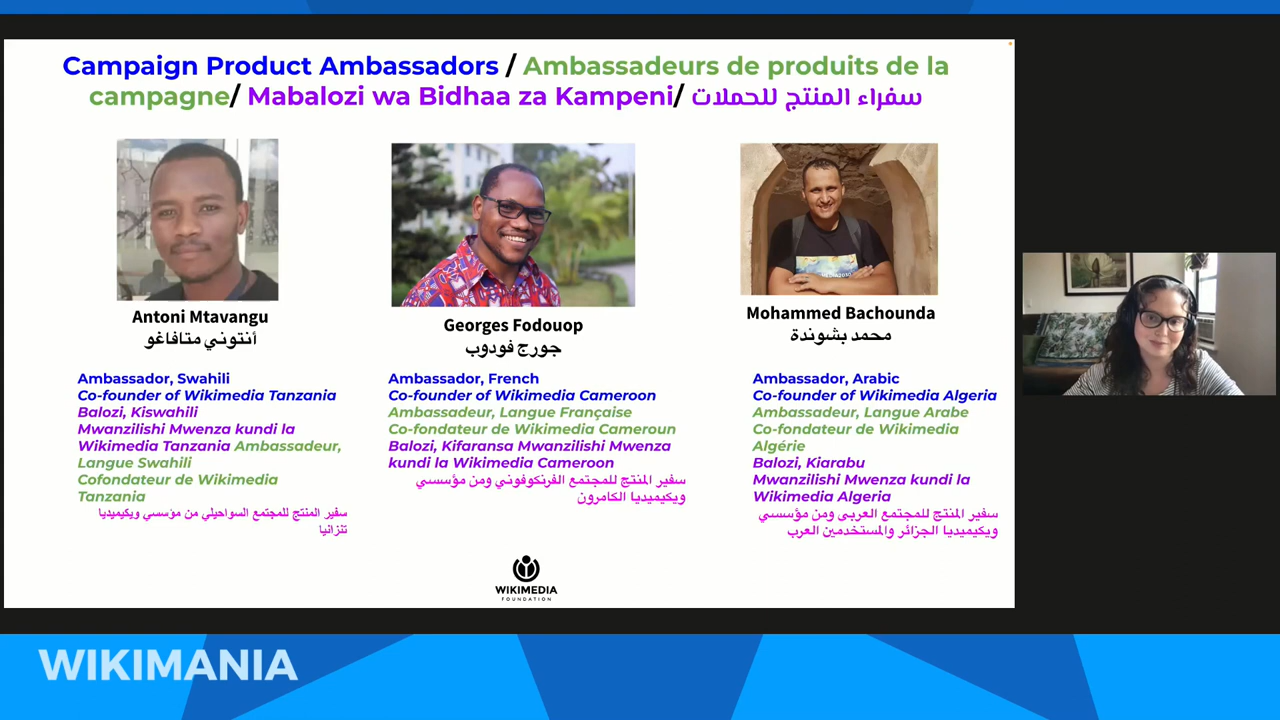 Campaign Product Ambassadors / Ambassadeurs de produits de la
campagne/ Mabalozi wa Bidhaa za Kampeni/ سفراء المنتج للحملات
Antoni Mtavangu
أنتوني متافاغو
Ambassador, Swahili
Co-founder of Wikimedia Tanzania
Balozi, Kiswahili
Mwanzilishi Mwenza kundi la
Wikimedia Tanzania Ambassadeur,
Langue Swahili
Cofondateur de Wikimedia
Tanzania
سفير المنتج للمجتمع السواحيلي من مؤسسي ويكيميديا
تنزانيا
Georges Fodouop
جورج فودوب
Ambassador, French
Co-founder of Wikimedia Cameroon
Ambassadeur, Langue Française
Co-fondateur de Wikimedia Cameroun
Balozi, Kifaransa Mwanzilishi Mwenza
kundi la Wikimedia Cameroon
سفير المنتج للمجتمع الفرنكوفوني ومن مؤسسي
ويكيميديا الكامرون
Mohammed Bachounda
محمد بشوندة
Ambassador, Arabic
Co-founder of Wikimedia Algeria
Ambassadeur, Langue Arabe
Co-fondateur de Wikimedia
Algérie
Balozi, Kiarabu
Mwanzilishi Mwenza kundi la
Wikimedia Algeria
سفير المنتج للمجتمع العربي ومن مؤسسي
ويكيميديا الجزائر والمستخدمين العرب
WIKIMEDIA
FOUNDATION
WIKIMANIA